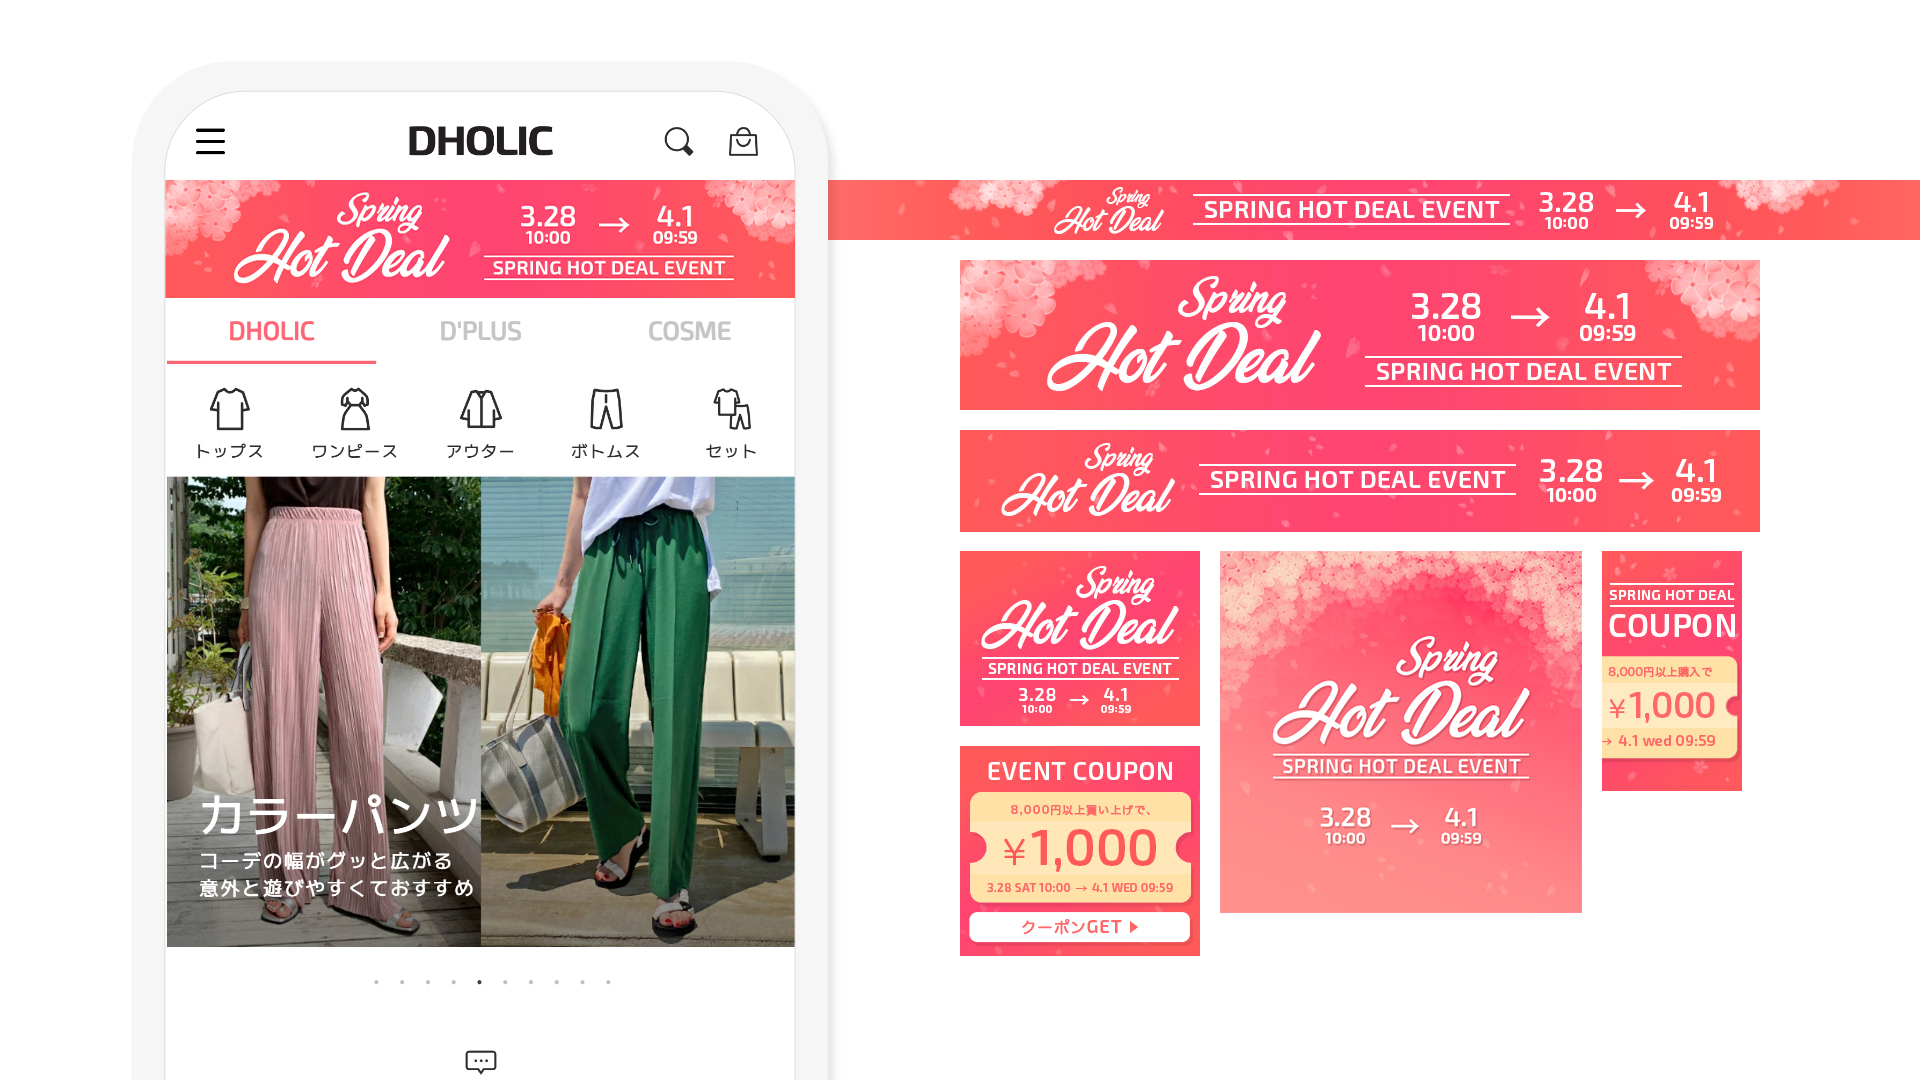 DHOLIC
Spring
Hot Deal
3.28 → 4.1
10:00 09:59
SPRING HOT DEAL EVENT
DHOLIC D'PLUS COSME
トップス ワンピース アウター ボトムス セット
カラーパンツ
コーデの幅がグッと広がる
意外と遊びやすくておすすめ
Spring
Hot Deal
SPRING HOT DEAL EVENT
3.28 → 4.1
10:00 09:59
Spring
Hot Deal
3.28 → 4.1
10:00 09:59
SPRING HOT DEAL EVENT
Spring
Hot Deal
SPRING HOT DEAL EVENT
3.28 → 4.1
10:00 09:59
Spring
Hot Deal
SPRING HOT DEAL EVENT
3.28 → 4.1
10:00 09:59
EVENT COUPON
8,000円以上買い上げで、
¥1,000
3.28 SAT 10:00 → 4.1 WED 09:59
クーポンGET ▶
Spring
Hot Deal
SPRING HOT DEAL EVENT
3.28 → 4.1
10:00 09:59
SPRING HOT DEAL
COUPON
8,000円以上購入で
¥1,000
→ 4.1 wed 09:59